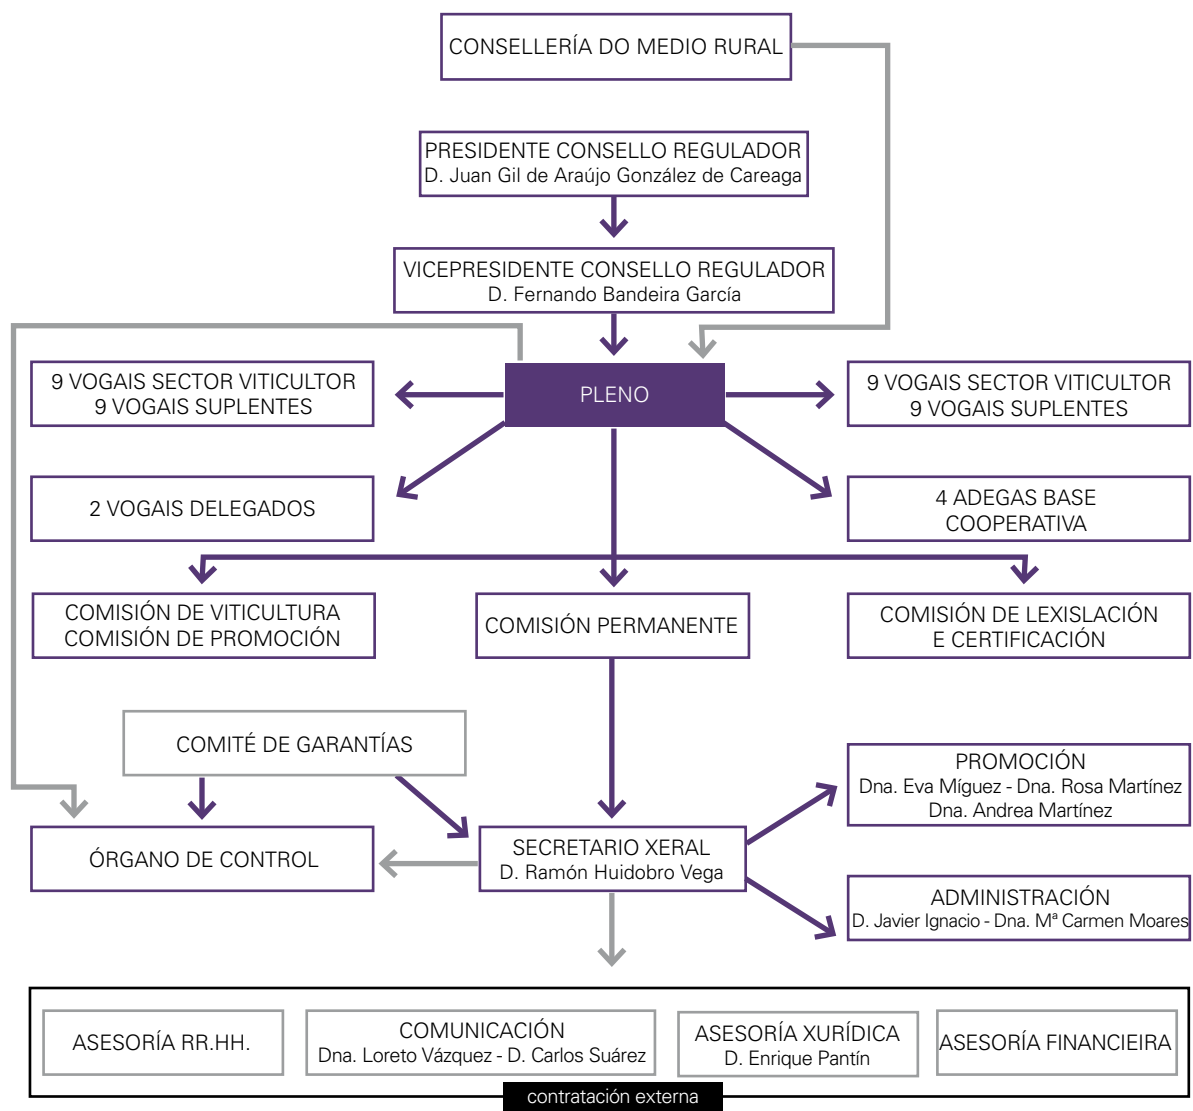 CONSELLERÍA DO MEDIO RURAL
PRESIDENTE CONSELLO REGULADOR
D. Juan Gil de Araújo González de Careaga
VICEPRESIDENTE CONSELLO REGULADOR
D. Fernando Bandeira García
9 VOGAIS SECTOR VITICULTOR
9 VOGAIS SUPLENTES
PLENO
9 VOGAIS SECTOR VITICULTOR
9 VOGAIS SUPLENTES
2 VOGAIS DELEGADOS
4 ADEGAS BASE
COOPERATIVA
COMISIÓN DE VITICULTURA
COMISIÓN DE PROMOCIÓN
COMISIÓN PERMANENTE
COMISIÓN DE LEXISLACIÓN
E CERTIFICACIÓN
COMITÉ DE GARANTÍAS
PROMOCIÓN
Dna. Eva Míguez - Dna. Rosa Martínez
Dna. Andrea Martínez
ÓRGANO DE CONTROL
SECRETARIO XERAL
D. Ramón Huidobro Vega
ADMINISTRACIÓN
D. Javier Ignacio - Dna. Mª Carmen Moares
ASESORÍA RR.HH.
COMUNICACIÓN
Dna. Loreto Vázquez - D. Carlos Suárez
ASESORÍA XURÍDICA
D. Enrique Pantín
ASESORÍA FINANCIEIRA
contratación externa